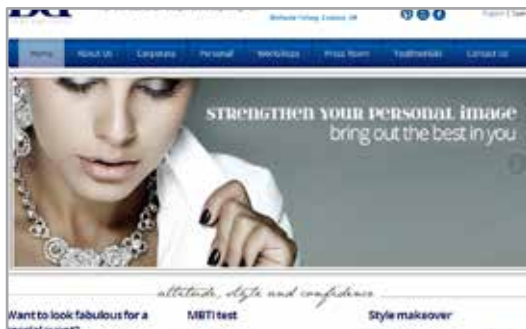 Home About Us Corporate Personal Workshops Press Room Testimonials Contact Us
STRENGTHEN YOUR PERSONAL IMAGE
bring out the best in you
attitude, style and confidence
Want to look fabulous for a
MBTI test
Style makeover